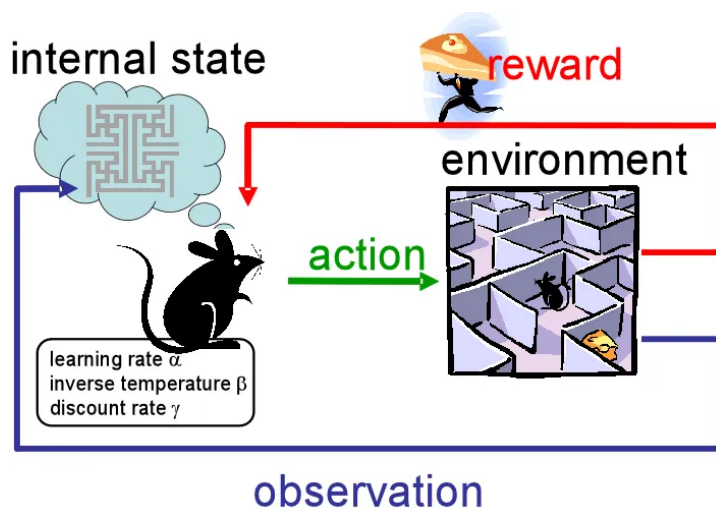 internal state
reward
environment
action
learning rate α
inverse temperature β
discount rate γ
observation